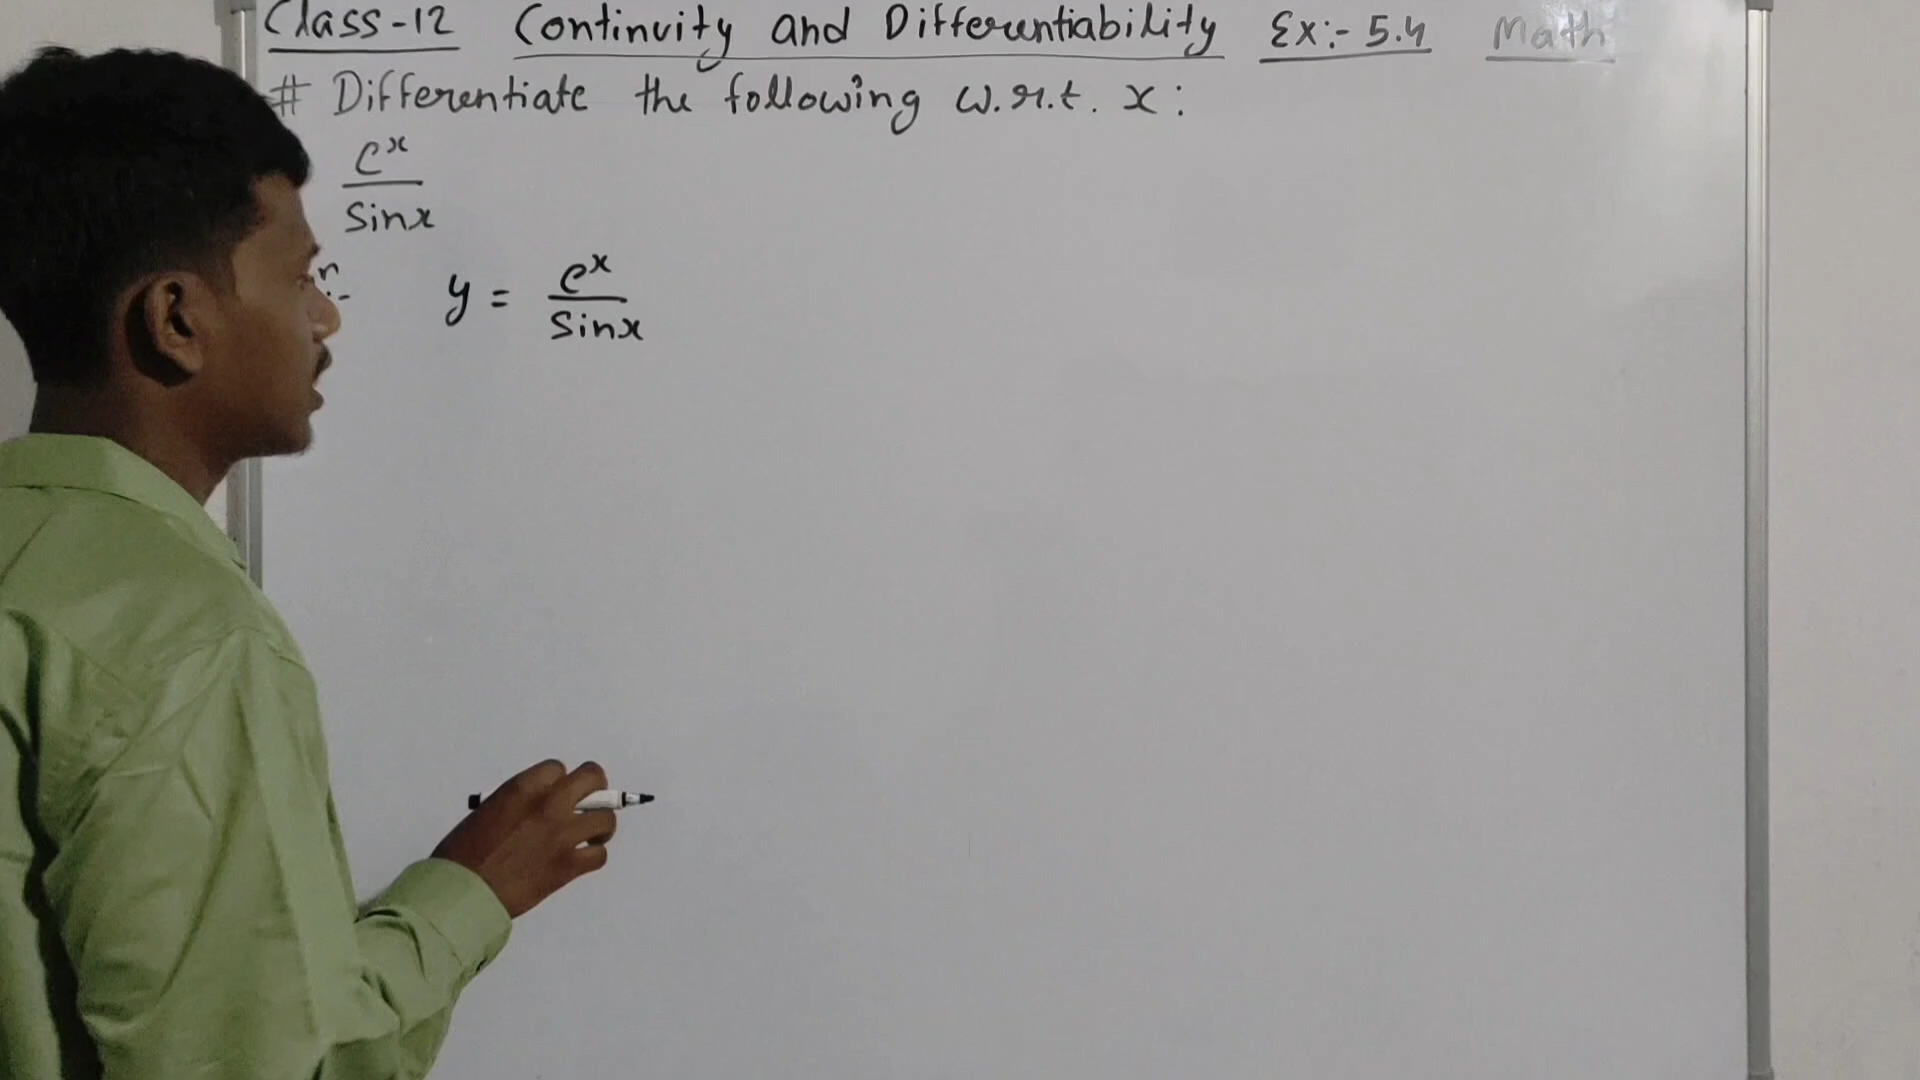 Class-12 Continuity and Differentiability Ex:- 5.4 Math
# Differentiate the following w.r.t. x:
e^x
sinx
y = e^x
sinx